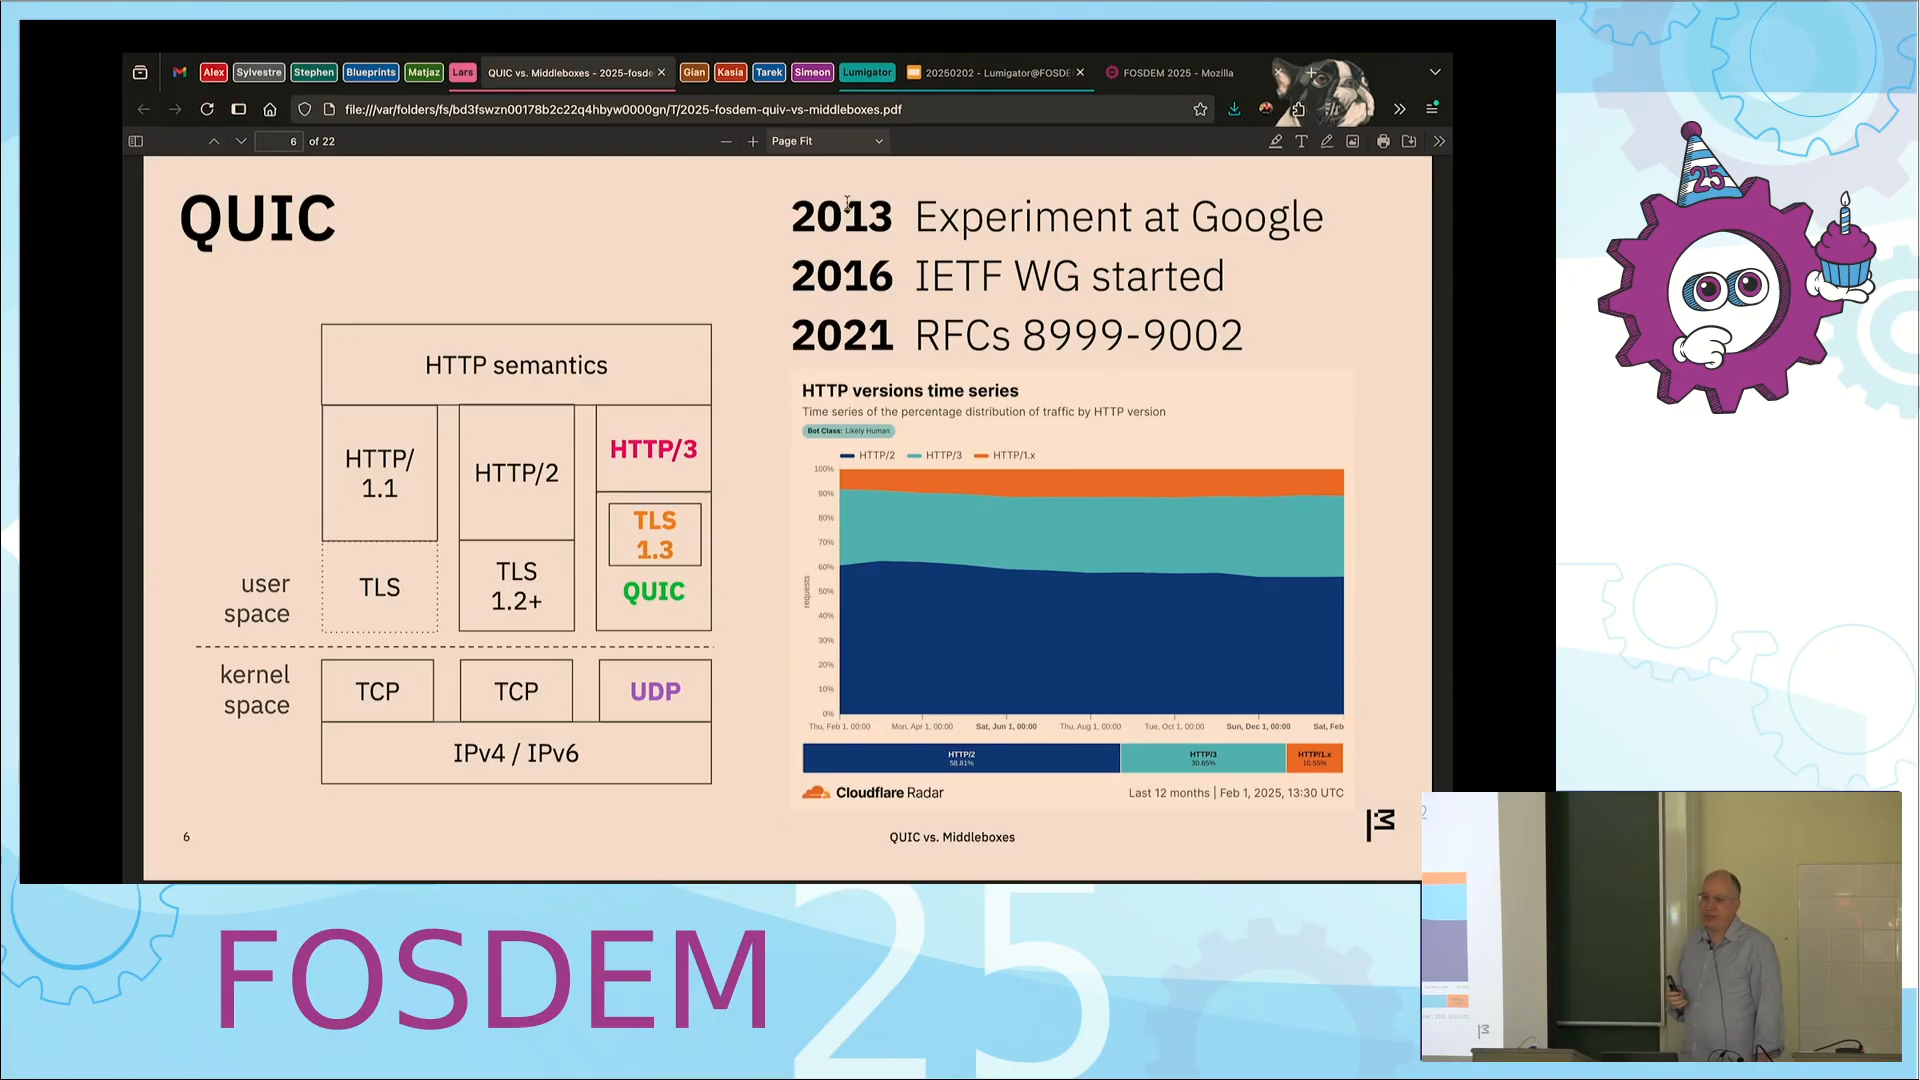 Alex
Sylvestre
Stephen
Blueprints
Matjaz
Lars
QUIC vs. Middleboxes - 2025-fosde
Gian
Kasia
Tarek
Simeon
Lumigator
20250202 - Lumigator@FOSDE
FOSDEM 2025 - Mozilla
file:///var/folders/fs/bd3fswzn00178b2c22q4hbyw0000gn/T/2025-fosdem-quiv-vs-middleboxes.pdf
6 of 22
Page Fit
QUIC
2013 Experiment at Google
2016 IETF WG started
2021 RFCs 8999-9002
HTTP semantics
HTTP/
1.1
HTTP/2
HTTP/3
TLS
1.3
QUIC
TLS
TLS
1.2+
user
space
kernel
space
TCP
TCP
UDP
IPv4 / IPv6
HTTP versions time series
Time series of the percentage distribution of traffic by HTTP version
Bot Class: Likely Human
HTTP/2 HTTP/3 HTTP/1.x
100%
90%
80%
70%
60%
50%
40%
30%
20%
10%
0%
requests
Thu, Feb 1, 00:00
Mon, Apr 1, 00:00
Sat, Jun 1, 00:00
Thu, Aug 1, 00:00
Tue, Oct 1, 00:00
Sun, Dec 1, 00:00
Sat, Feb
HTTP/2
58.81%
HTTP/3
30.65%
HTTP/1.x
10.55%
Cloudflare Radar
Last 12 months | Feb 1, 2025, 13:30 UTC
6
QUIC vs. Middleboxes
M
25
FOSDEM
25